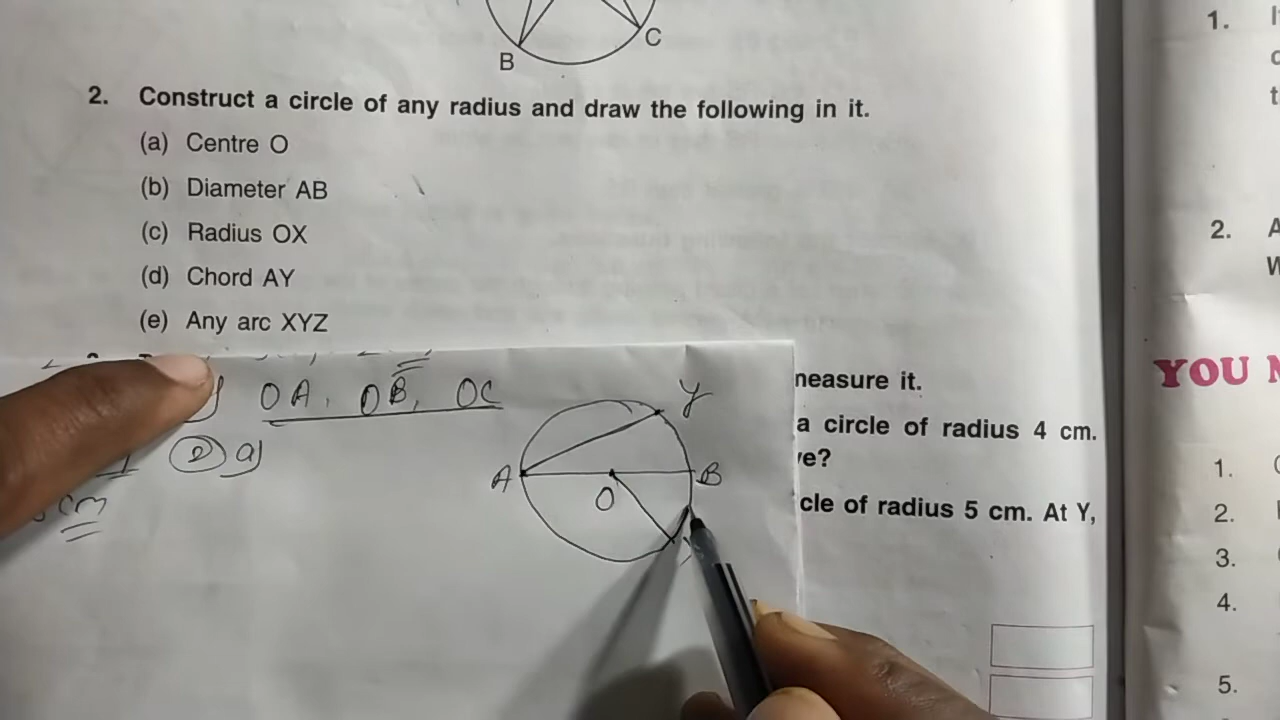 B
C
2. Construct a circle of any radius and draw the following in it.
(a) Centre O
(b) Diameter AB
(c) Radius OX
(d) Chord AY
(e) Any arc XYZ
OA, OB, OC
② a)
cm
Y
A
B
O
measure it.
a circle of radius 4 cm.
cle of radius 5 cm. At Y,
1.
2.
YOU
1.
2.
3.
4.
5.